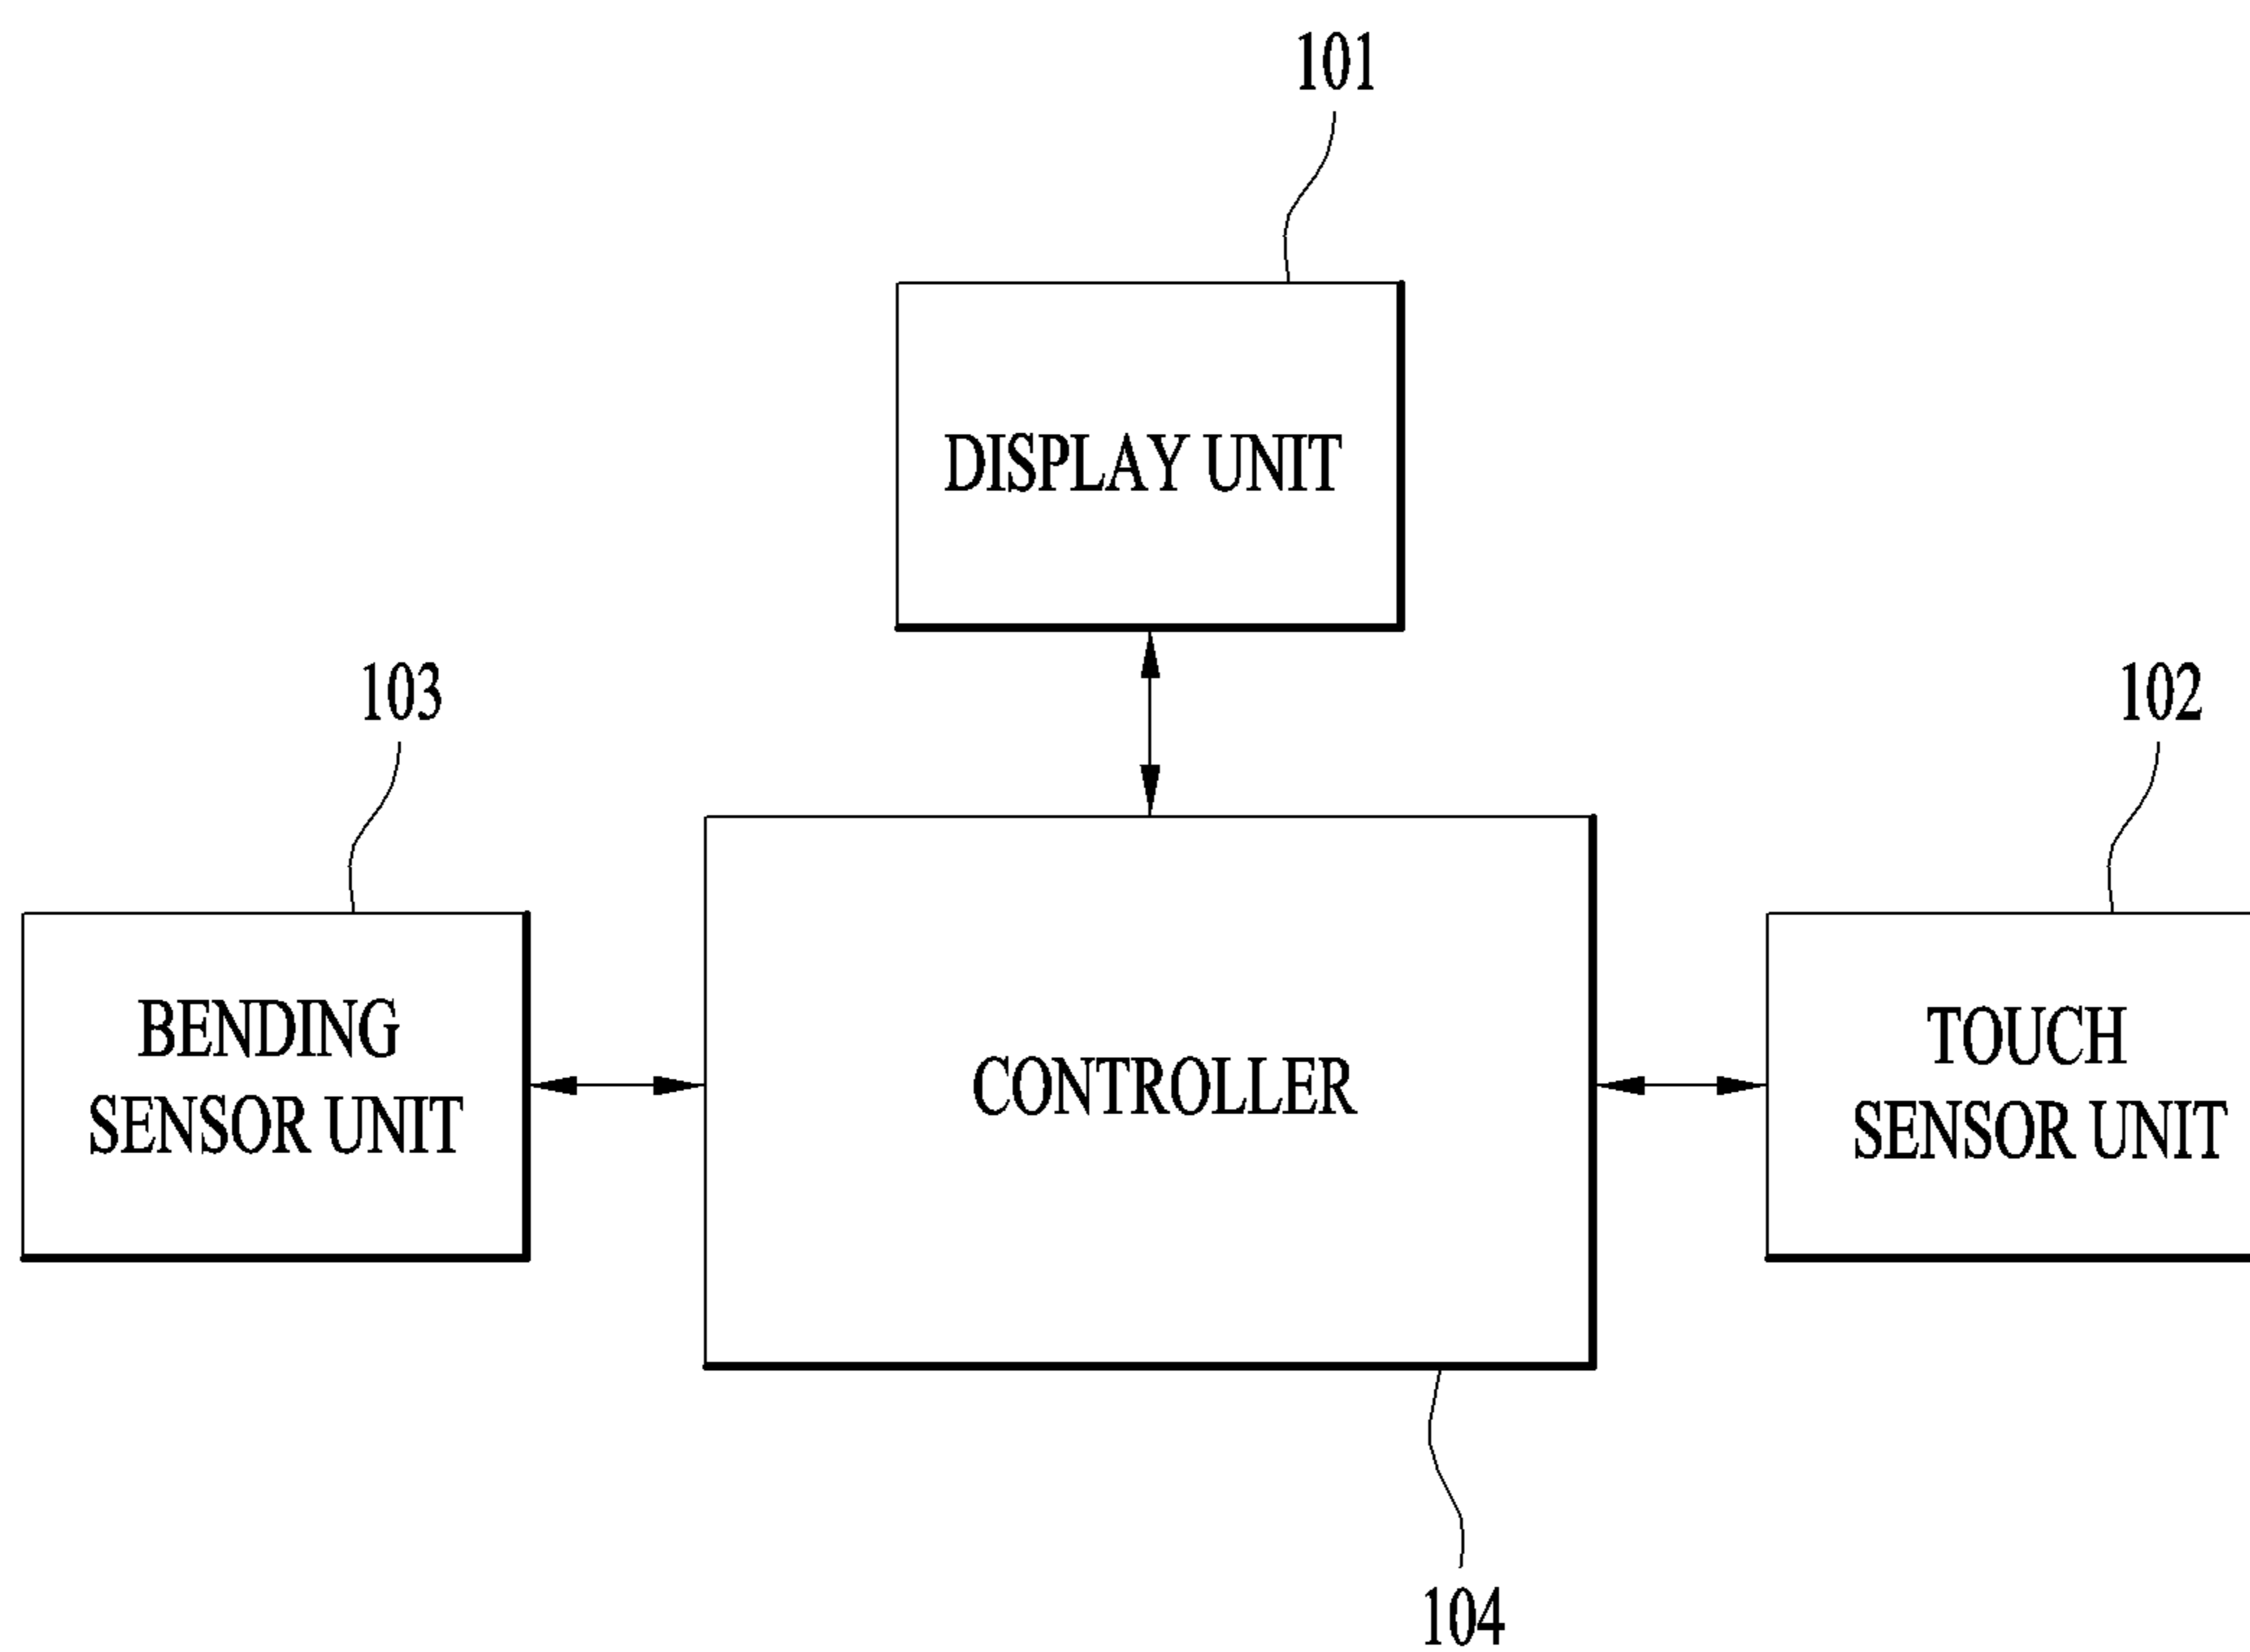 101
DISPLAY UNIT
103
102
BENDING
SENSOR UNIT
CONTROLLER
TOUCH
SENSOR UNIT
104